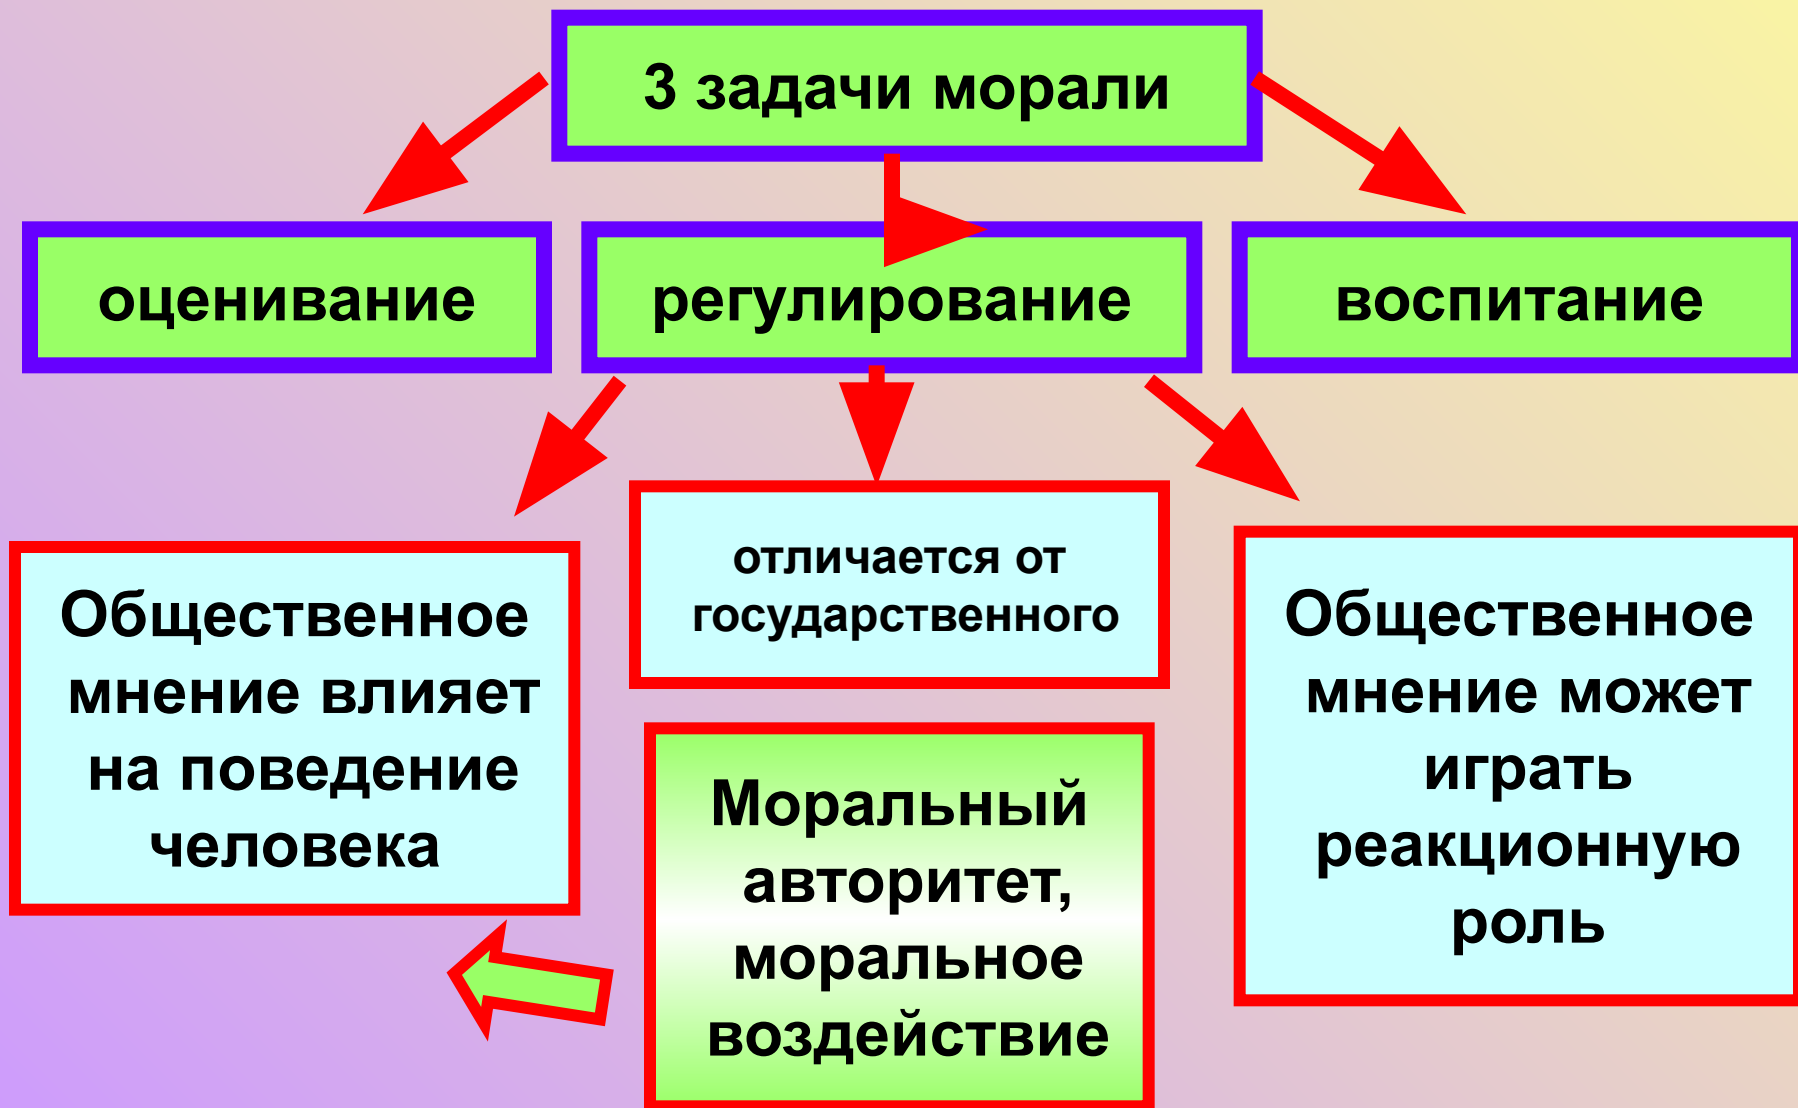 3 задачи морали
оценивание
регулирование
воспитание
Общественное
мнение влияет
на поведение
человека
отличается от
государственного
Моральный
авторитет,
моральное
воздействие
Общественное
мнение может
играть
реакционную
роль